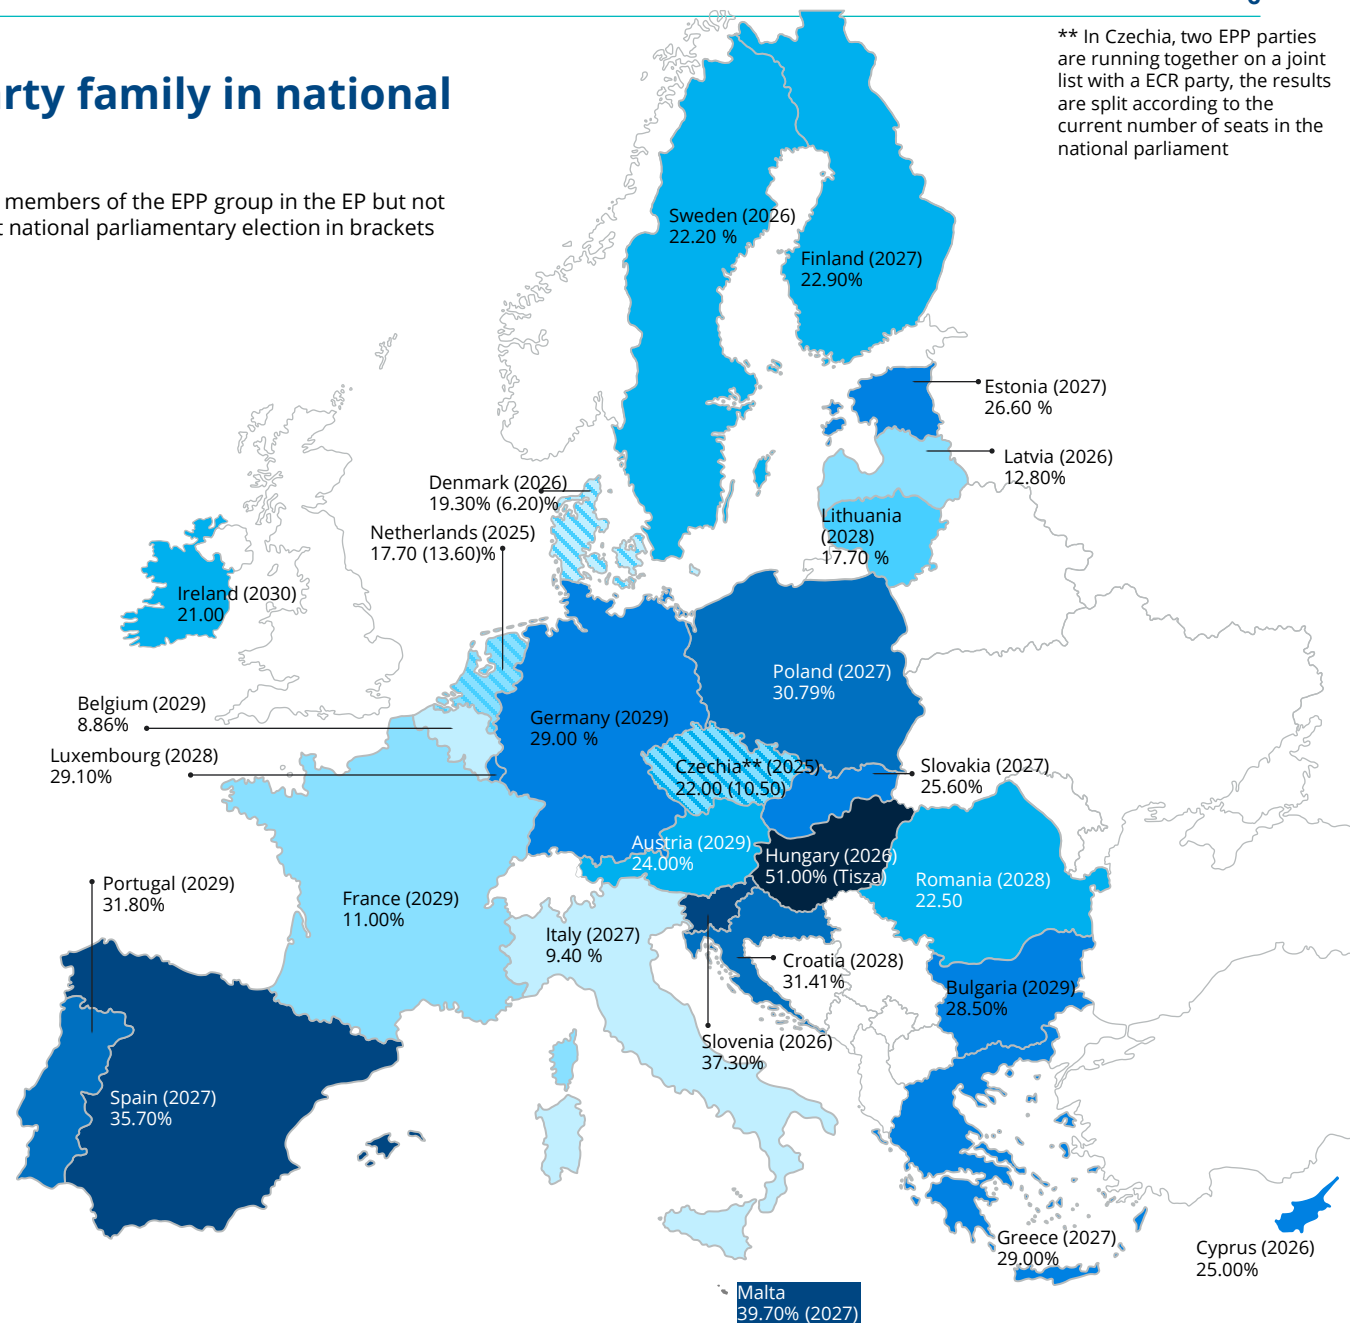 arty family in national
members of the EPP group in the EP but not
national parliamentary election in brackets
** In Czechia, two EPP parties
are running together on a joint
list with a ECR party, the results
are split according to the
current number of seats in the
national parliament
Sweden (2026)
22.20 %
Finland (2027)
22.90%
Estonia (2027)
26.60 %
Latvia (2026)
12.80%
Denmark (2026)
19.30% (6.20)%
Netherlands (2025)
17.70 (13.60)%
Lithuania
(2028)
17.70 %
Ireland (2030)
21.00
Poland (2027)
30.79%
Belgium (2029)
8.86%
Germany (2029)
29.00 %
Luxembourg (2028)
29.10%
Czechia** (2025)
22.00 (10.50)
Slovakia (2027)
25.60%
Austria (2029)
24.00%
Hungary (2026)
51.00% (Tisza)
Romania (2028)
22.50
Portugal (2029)
31.80%
France (2029)
11.00%
Italy (2027)
9.40 %
Croatia (2028)
31.41%
Bulgaria (2029)
28.50%
Slovenia (2026)
37.30%
Spain (2027)
35.70%
Greece (2027)
29.00%
Cyprus (2026)
25.00%
Malta
39.70% (2027)